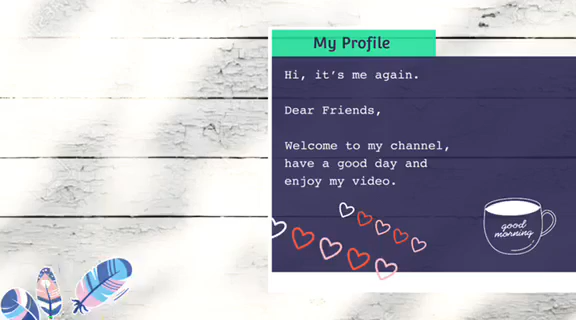 My Profile
Hi, it's me again.
Dear Friends,
Welcome to my channel,
have a good day and
enjoy my video.
good
morning